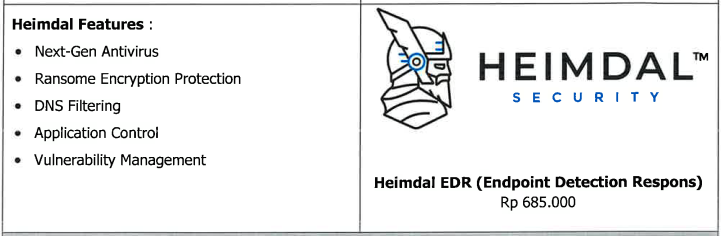 Heimdal Features :
• Next-Gen Antivirus
• Ransome Encryption Protection
• DNS Filtering
• Application Control
• Vulnerability Management
HEIMDAL™
SECURITY
Heimdal EDR (Endpoint Detection Respons)
Rp 685.000